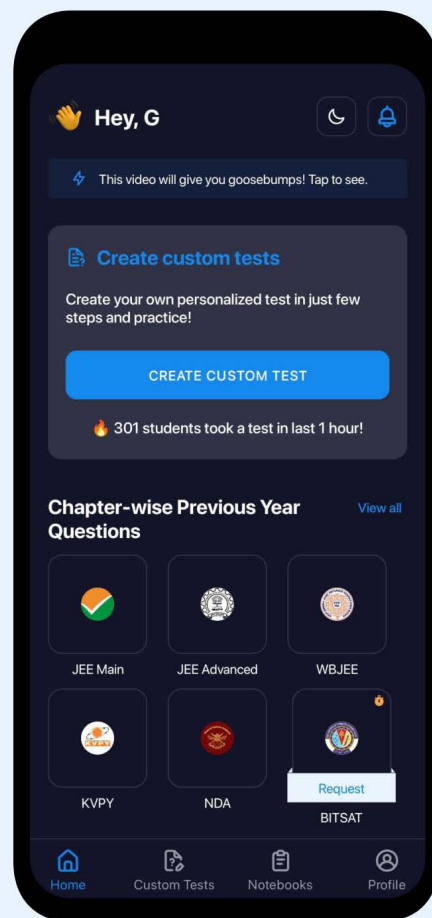 Hey, G
This video will give you goosebumps! Tap to see.
Create custom tests
Create your own personalized test in just few
steps and practice!
CREATE CUSTOM TEST
301 students took a test in last 1 hour!
Chapter-wise Previous Year
Questions
View all
JEE Main
JEE Advanced
WBJEE
KVPY
KVPY
NDA
Request
BITSAT
Home
Custom Tests
Notebooks
Profile